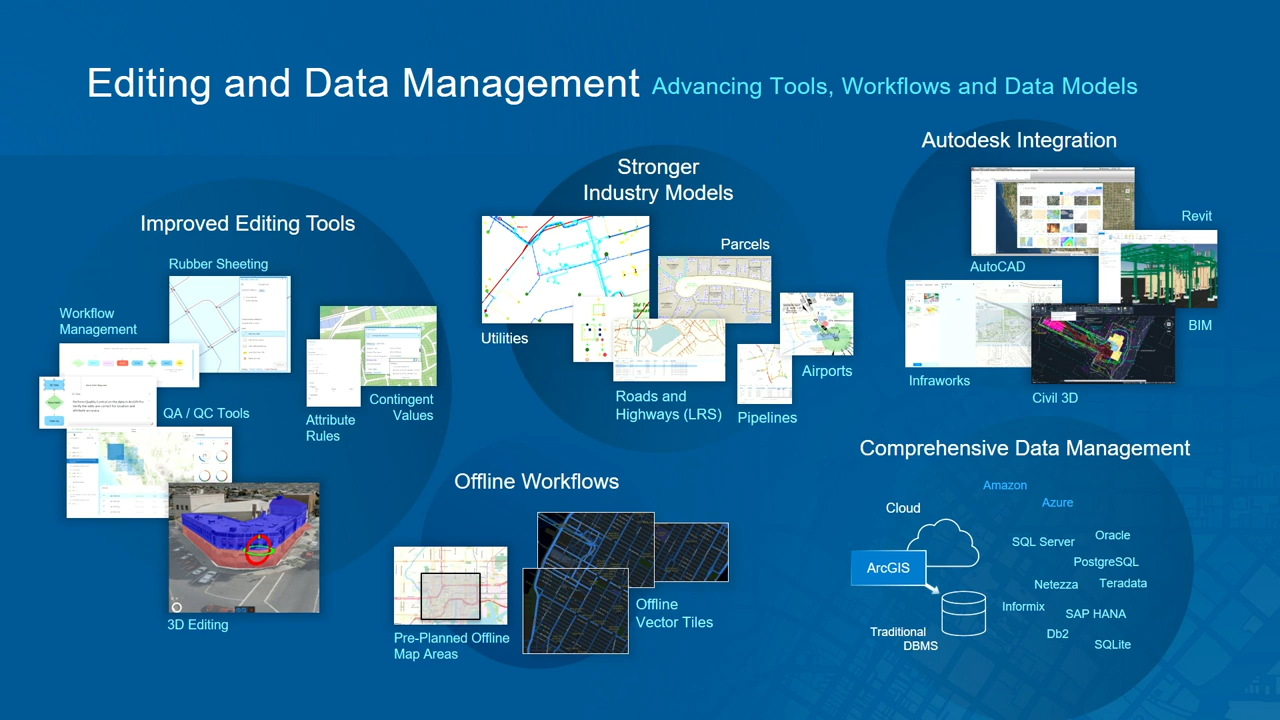 Editing and Data Management Advancing Tools, Workflows and Data Models
Improved Editing Tools
Rubber Sheeting
Workflow
Management
QA / QC Tools
Attribute
Rules
Contingent
Values
3D Editing
Stronger
Industry Models
Parcels
Utilities
Roads and
Highways (LRS)
Pipelines
Airports
Autodesk Integration
Revit
AutoCAD
BIM
Infraworks
Civil 3D
Offline Workflows
Pre-Planned Offline
Map Areas
Offline
Vector Tiles
Comprehensive Data Management
Amazon
Azure
Cloud
SQL Server
Oracle
PostgreSQL
ArcGIS
Netezza
Teradata
Informix
SAP HANA
Traditional
DBMS
Db2
SQLite